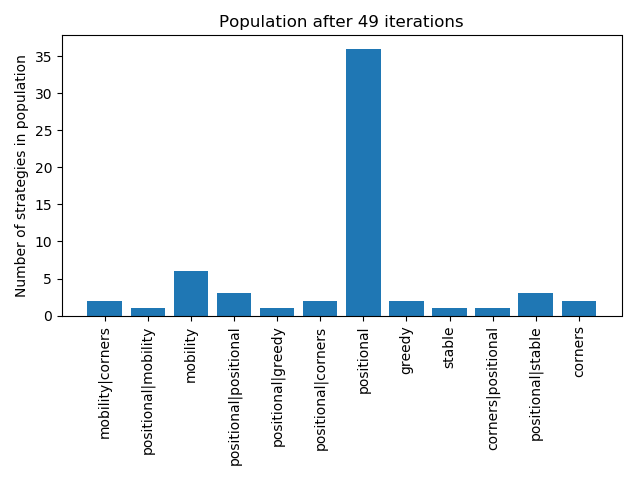 Population after 49 iterations
Number of strategies in population
35
30
25
20
15
10
5
0
mobility|corners
positional|mobility
mobility
positional|positional
positional|greedy
positional|corners
positional
greedy
stable
corners|positional
positional|stable
corners